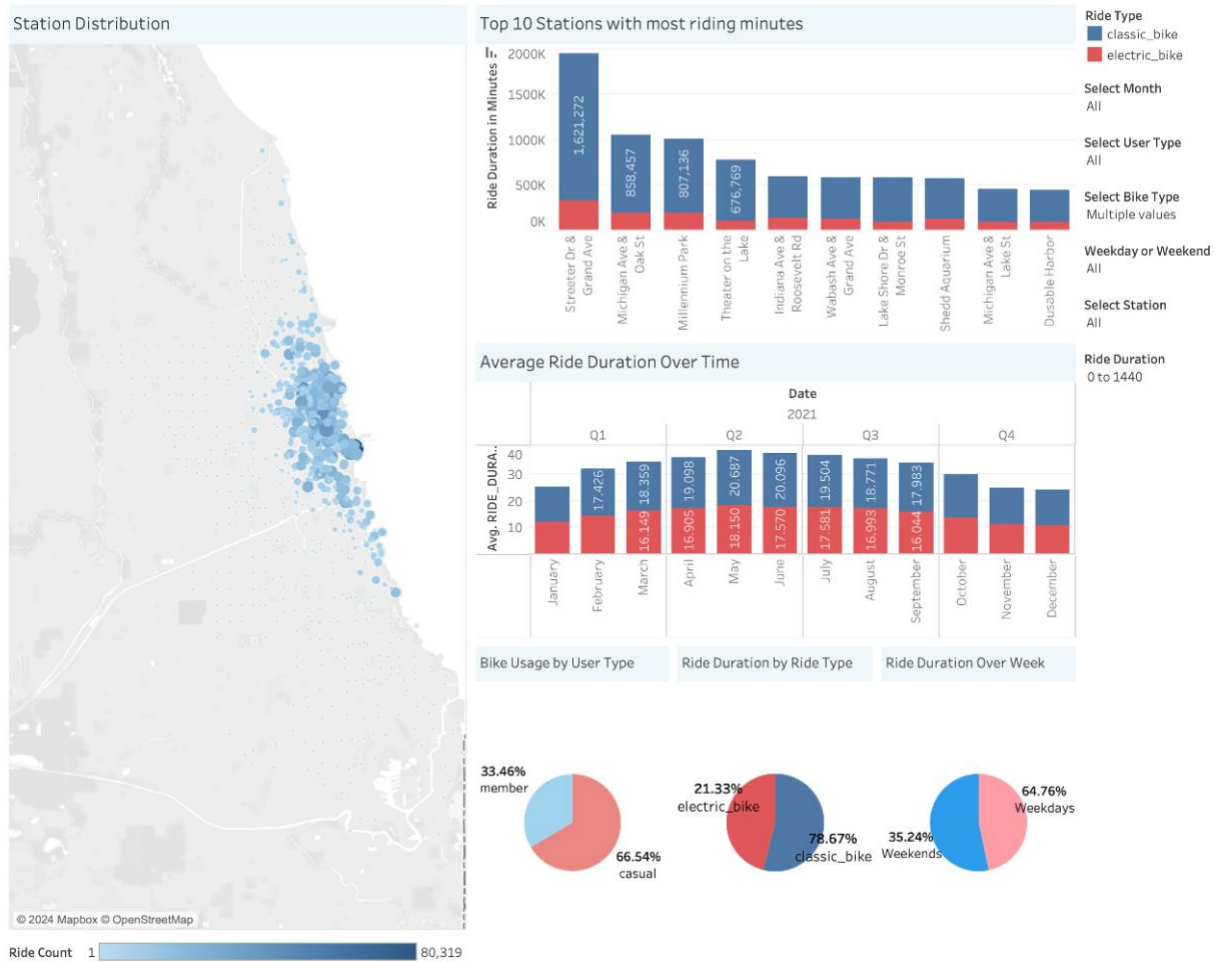 Station Distribution
Top 10 Stations with most riding minutes
Ride Duration in Minutes
2000K
1500K
1000K
500K
0K
1,621,272
858,457
807,136
676,769
Streeter Dr &
Grand Ave
Michigan Ave &
Oak St
Millennium Park
Theater on the
Lake
Indiana Ave &
Roosevelt Rd
Wabash Ave &
Grand Ave
Lake Shore Dr &
Monroe St
Shedd Aquarium
Michigan Ave &
Lake St
Dusable Harbor
Ride Type
classic_bike
electric_bike
Select Month
All
Select User Type
All
Select Bike Type
Multiple values
Weekday or Weekend
All
Select Station
All
Ride Duration
0 to 1440
Average Ride Duration Over Time
Date
2021
Q1
Q2
Q3
Q4
Avg. RIDE_DURA..
40
30
20
10
17.426
18.359
19.098
20.687
20.096
19.504
18.771
17.983
16.149
16.905
18.150
17.570
17.581
16.993
16.044
January
February
March
April
May
June
July
August
September
October
November
December
Bike Usage by User Type
Ride Duration by Ride Type
Ride Duration Over Week
33.46%
member
66.54%
casual
21.33%
electric_bike
78.67%
classic_bike
64.76%
Weekdays
35.24%
Weekends
© 2024 Mapbox © OpenStreetMap
Ride Count 1 80,319